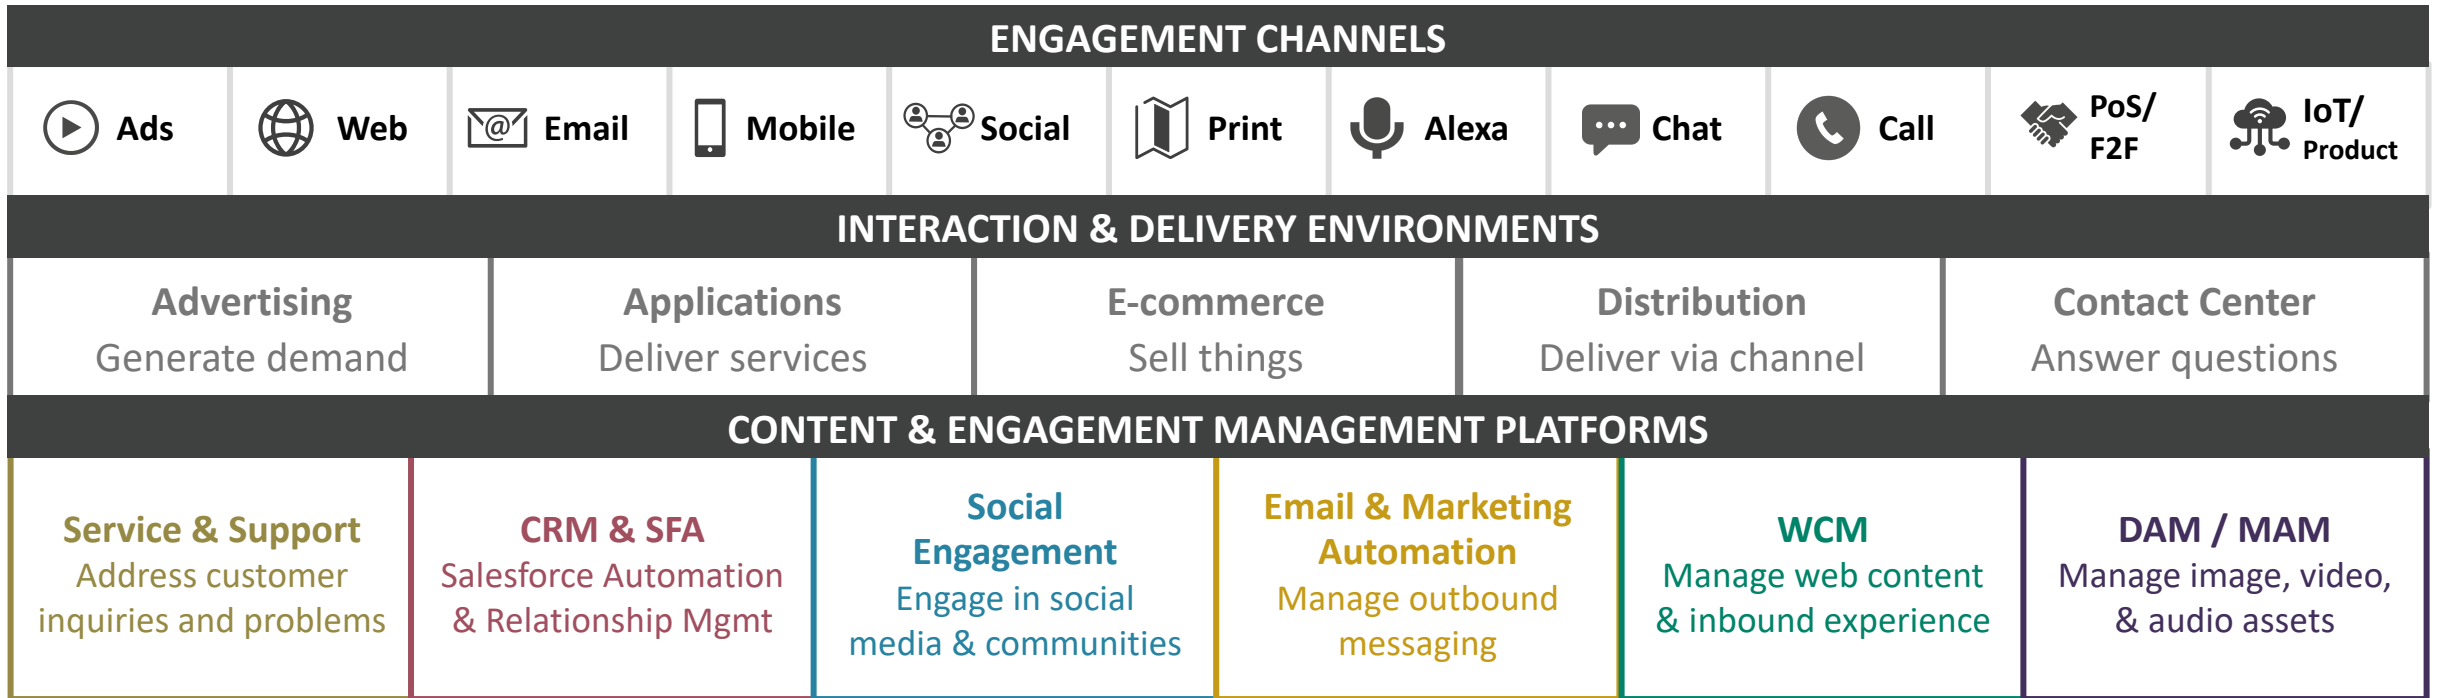 ENGAGEMENT CHANNELS
Ads
Web
@
Email
Mobile
Social
Print
Alexa
Chat
Call
PoS/
F2F
IoT/
Product
INTERACTION & DELIVERY ENVIRONMENTS
Advertising
Generate demand
Applications
Deliver services
E-commerce
Sell things
Distribution
Deliver via channel
Contact Center
Answer questions
CONTENT & ENGAGEMENT MANAGEMENT PLATFORMS
Service & Support
Address customer
inquiries and problems
CRM & SFA
Salesforce Automation
& Relationship Mgmt
Social
Engagement
Engage in social
media & communities
Email & Marketing
Automation
Manage outbound
messaging
WCM
Manage web content
& inbound experience
DAM / MAM
Manage image, video,
& audio assets